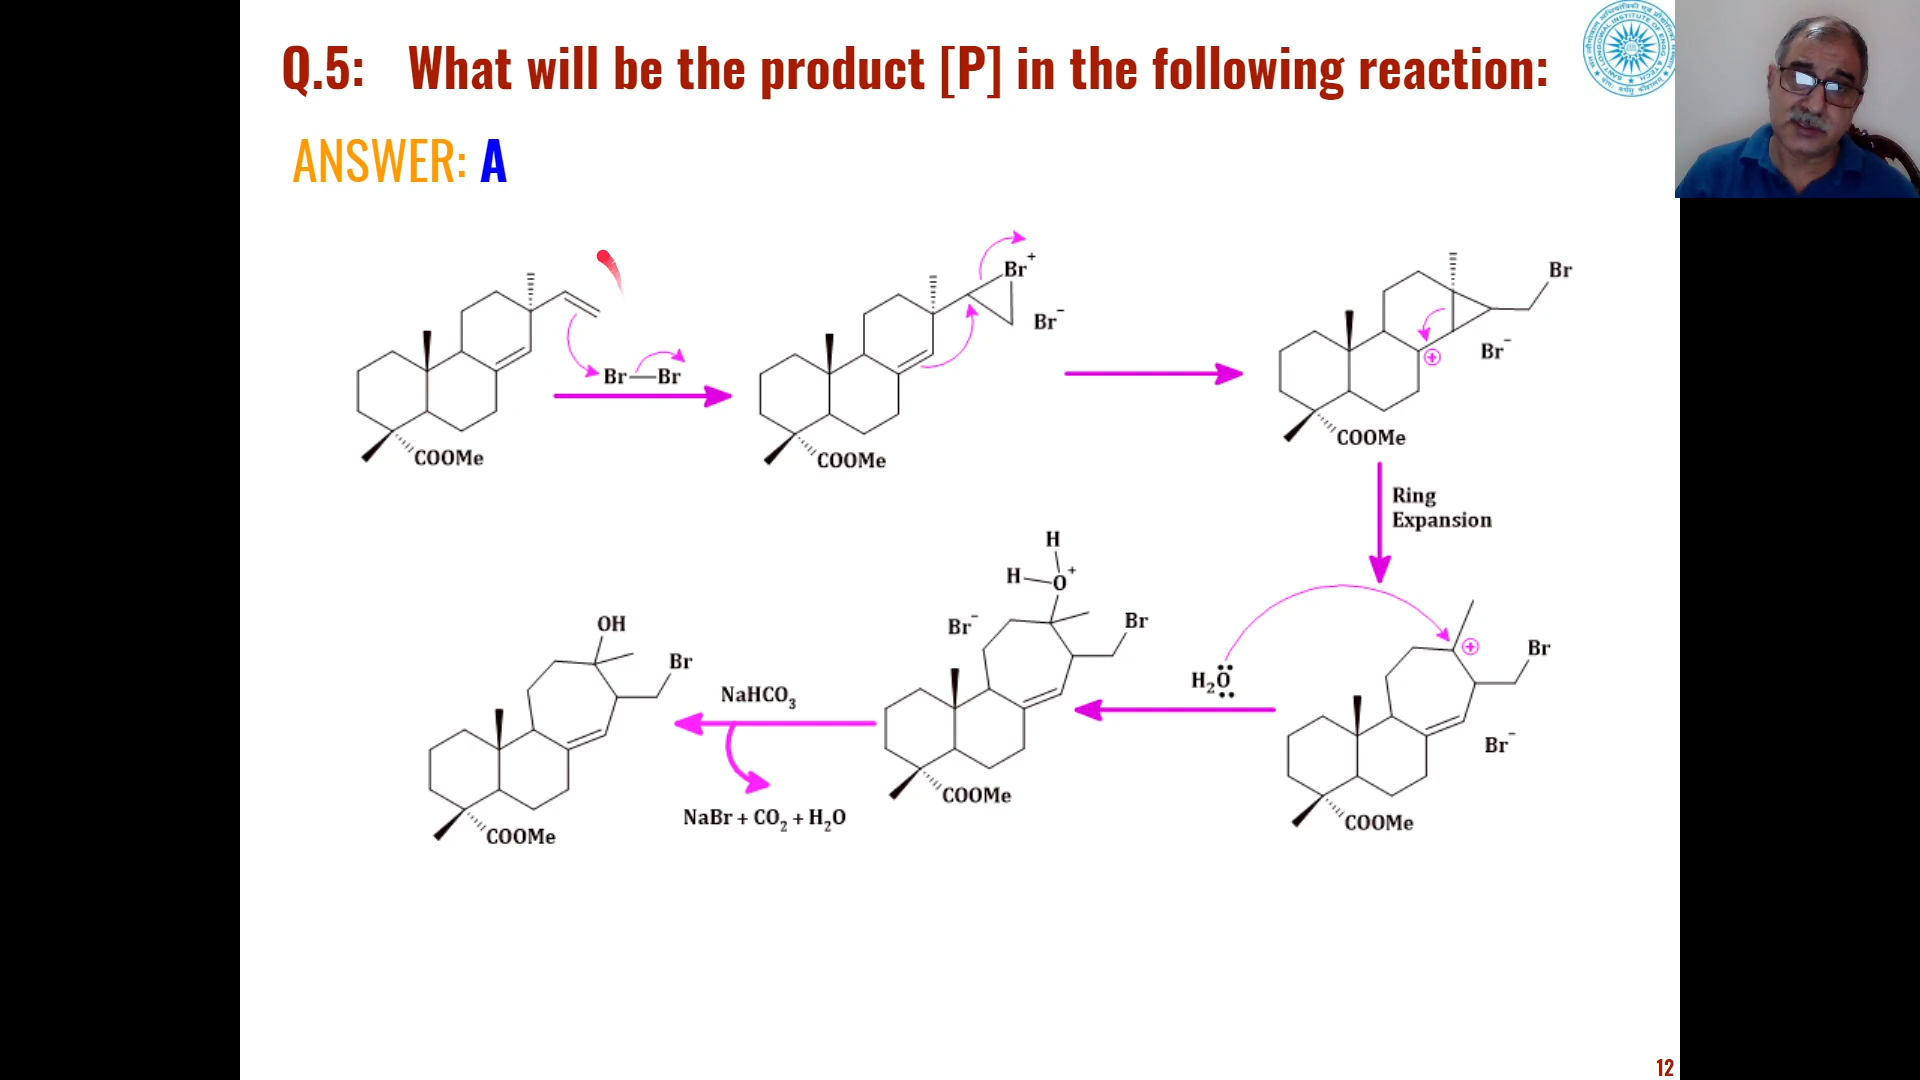 Q.5: What will be the product [P] in the following reaction:
ANSWER: A
Br—Br
COOMe
Br+
Br−
COOMe
Br
⊕
Br−
COOMe
Ring
Expansion
⊕
Br
Br−
COOMe
H2O
H
H
O+
Br−
Br
COOMe
NaHCO3
NaBr + CO2 + H2O
OH
Br
COOMe
12